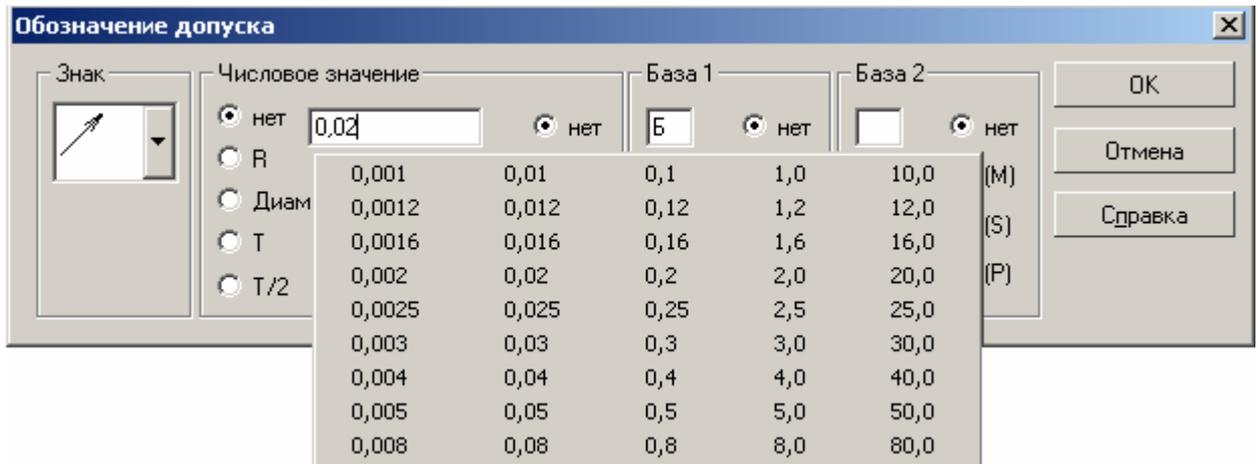 Обозначение допуска
Знак Числовое значение База 1 База 2
нет 0,02 нет Б нет нет OK
R Отмена
Диам (M)
T (S) Справка
T/2 (P)
0,001 0,01 0,1 1,0 10,0
0,0012 0,012 0,12 1,2 12,0
0,0016 0,016 0,16 1,6 16,0
0,002 0,02 0,2 2,0 20,0
0,0025 0,025 0,25 2,5 25,0
0,003 0,03 0,3 3,0 30,0
0,004 0,04 0,4 4,0 40,0
0,005 0,05 0,5 5,0 50,0
0,008 0,08 0,8 8,0 80,0